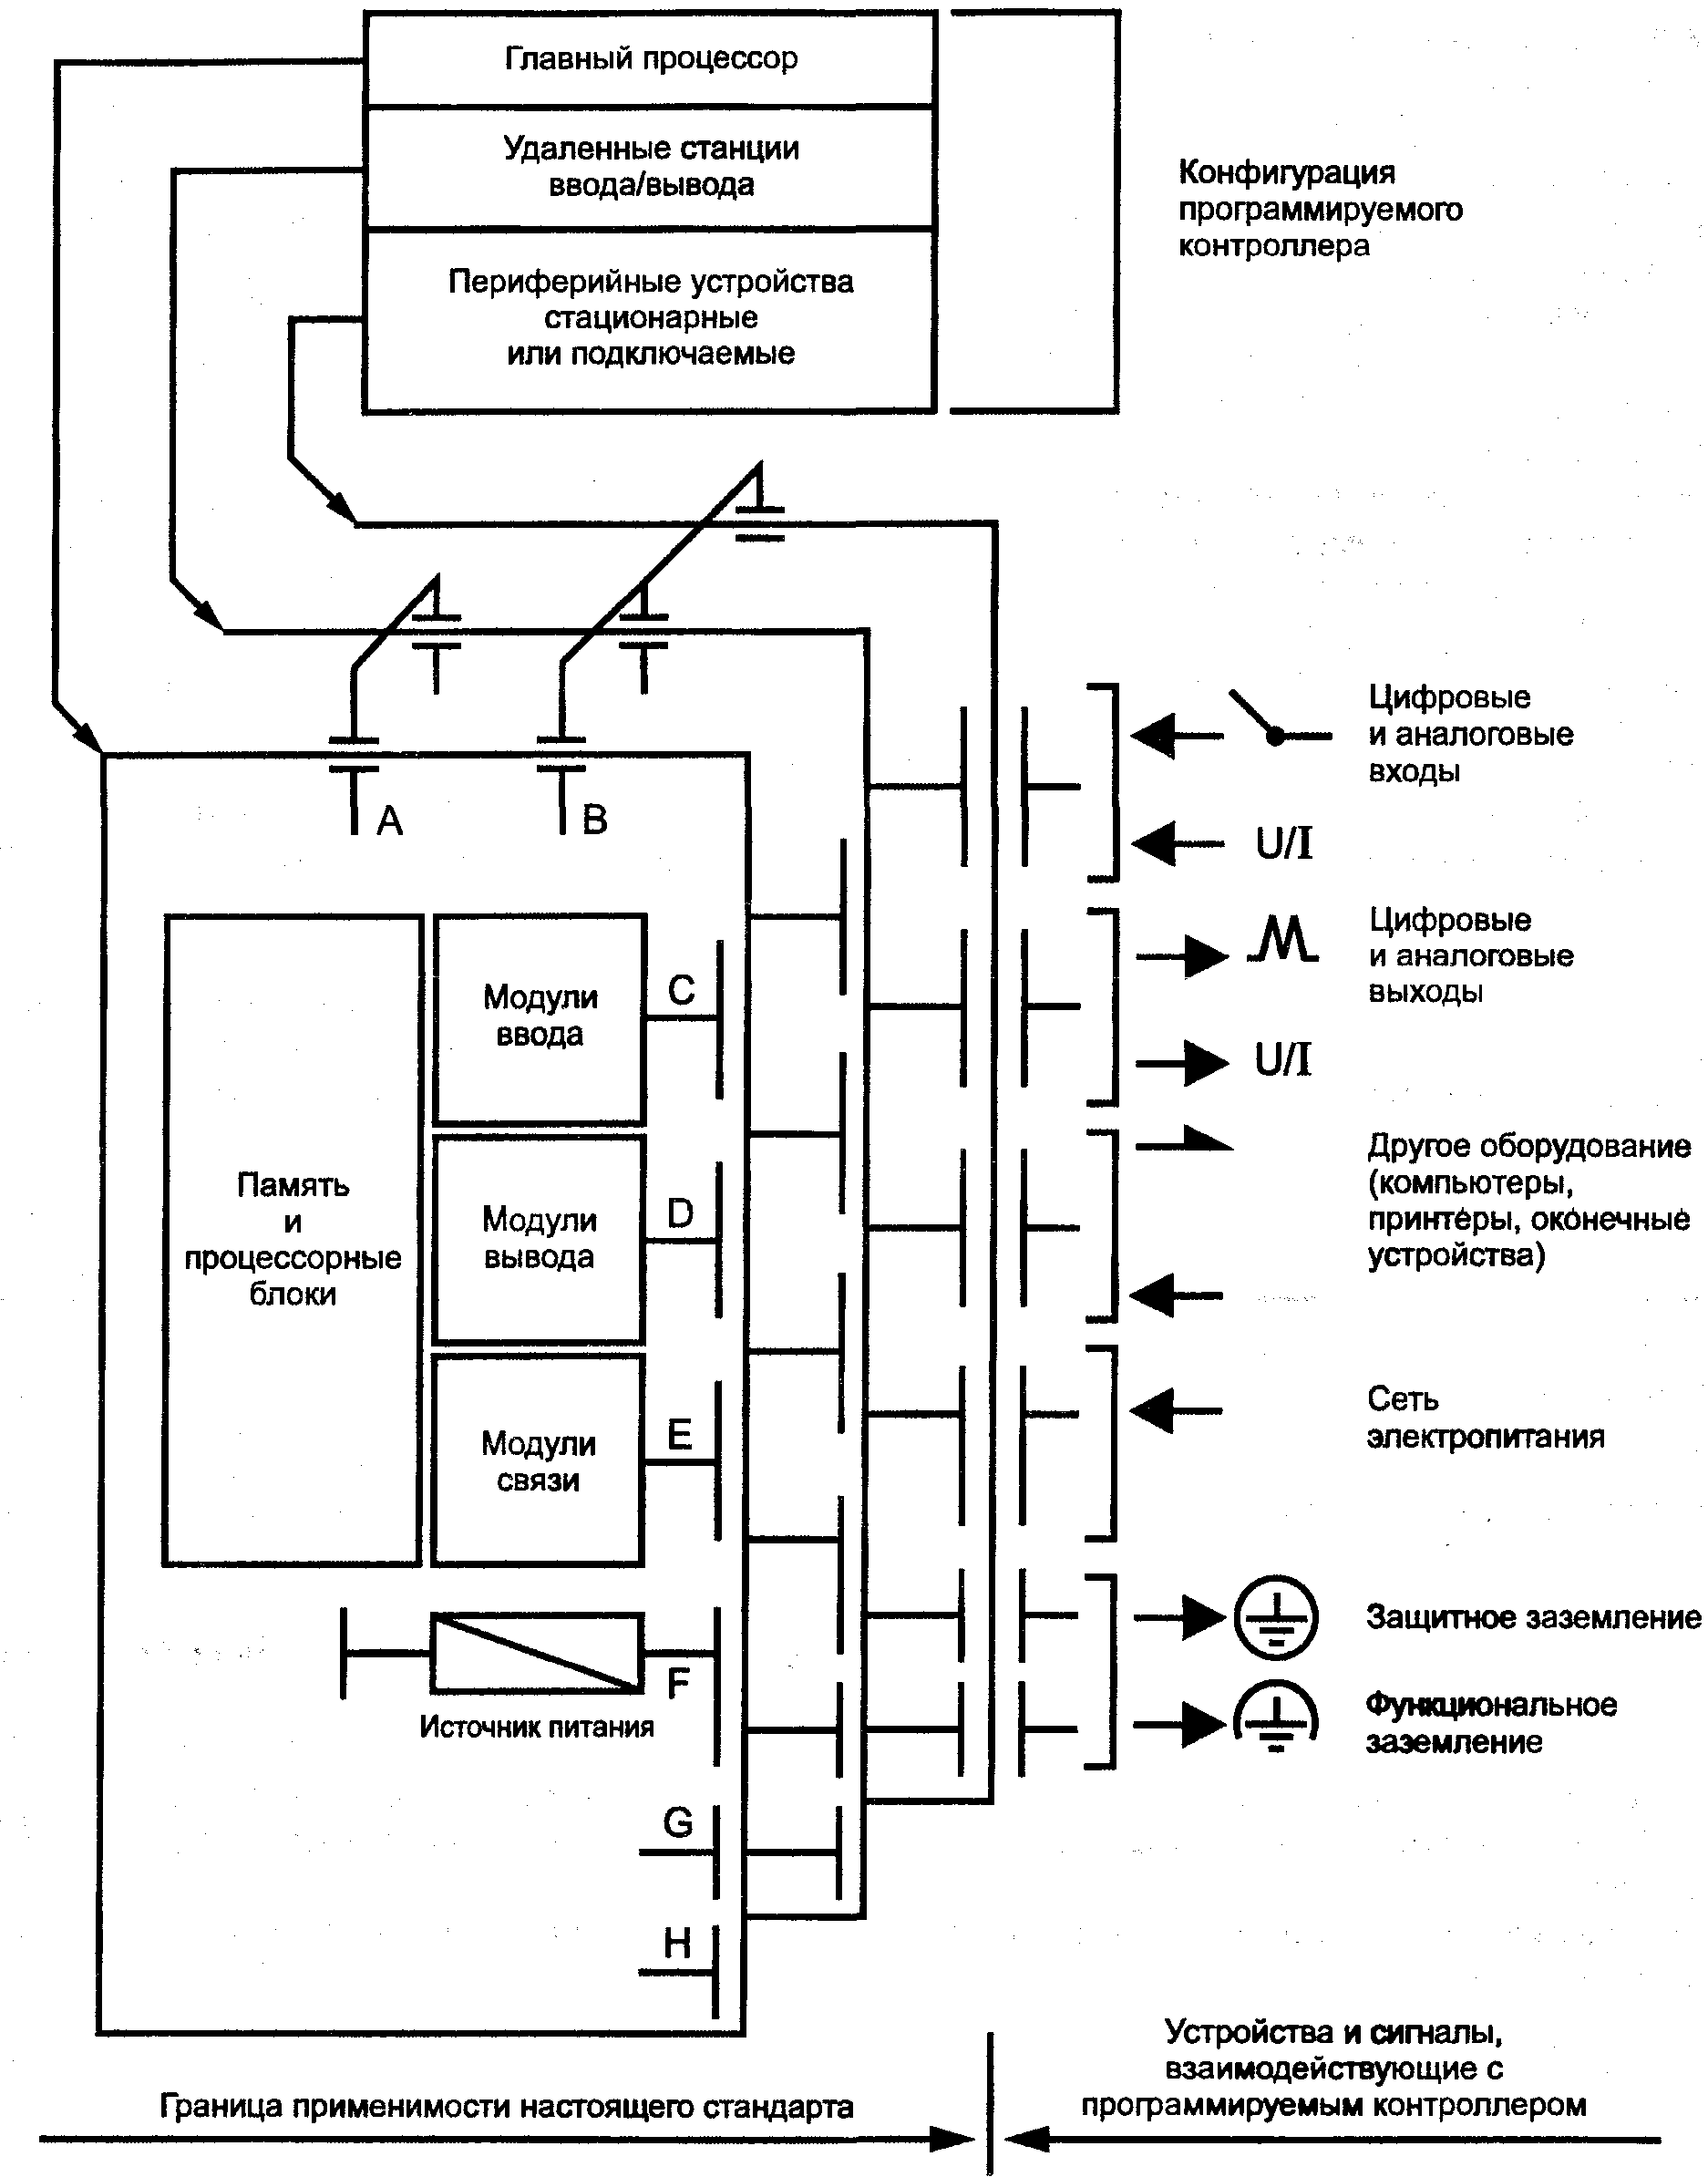 Главный процессор
Удаленные станции
ввода/вывода
Периферийные устройства
стационарные
или подключаемые
Конфигурация
программируемого
контроллера
A
B
Цифровые
и аналоговые
входы
U/I
Цифровые
и аналоговые
выходы
U/I
Другое оборудование
(компьютеры,
принтеры, оконечные
устройства)
Сеть
электропитания
Защитное заземление
Функциональное
заземление
Память
и
процессорные
блоки
Модули
ввода
C
Модули
вывода
D
Модули
связи
E
F
Источник питания
G
H
Граница применимости настоящего стандарта
Устройства и сигналы,
взаимодействующие с
программируемым контроллером